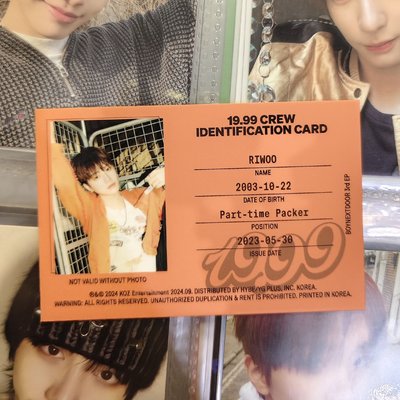 19.99 CREW
IDENTIFICATION CARD
RIWOO
NAME
2003-10-22
DATE OF BIRTH
Part-time Packer
POSITION
2023-05-30
ISSUE DATE
1999
BOYNEXTDOOR 3rd EP
NOT VALID WITHOUT PHOTO
℗&© 2024 KOZ Entertainment 2024.09. DISTRIBUTED BY HYBE/YG PLUS, INC. KOREA.
WARNING: ALL RIGHTS RESERVED. UNAUTHORIZED DUPLICATION & RENT IS PROHIBITED. PRINTED IN KOREA.